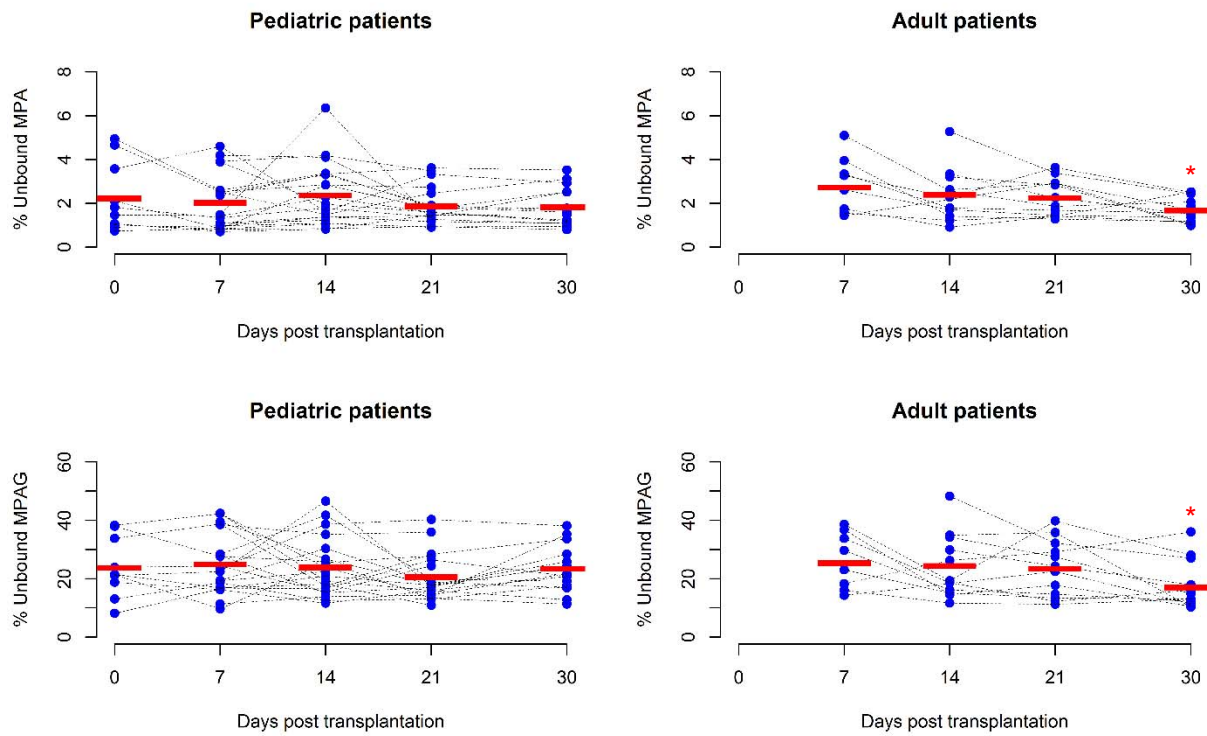 Pediatric patients
% Unbound MPA
8
6
4
2
0
0 7 14 21 30
Days post transplantation
Adult patients
% Unbound MPA
8
6
4
2
0
*
0 7 14 21 30
Days post transplantation
Pediatric patients
% Unbound MPAG
60
40
20
0
0 7 14 21 30
Days post transplantation
Adult patients
% Unbound MPAG
60
40
20
0
*
0 7 14 21 30
Days post transplantation